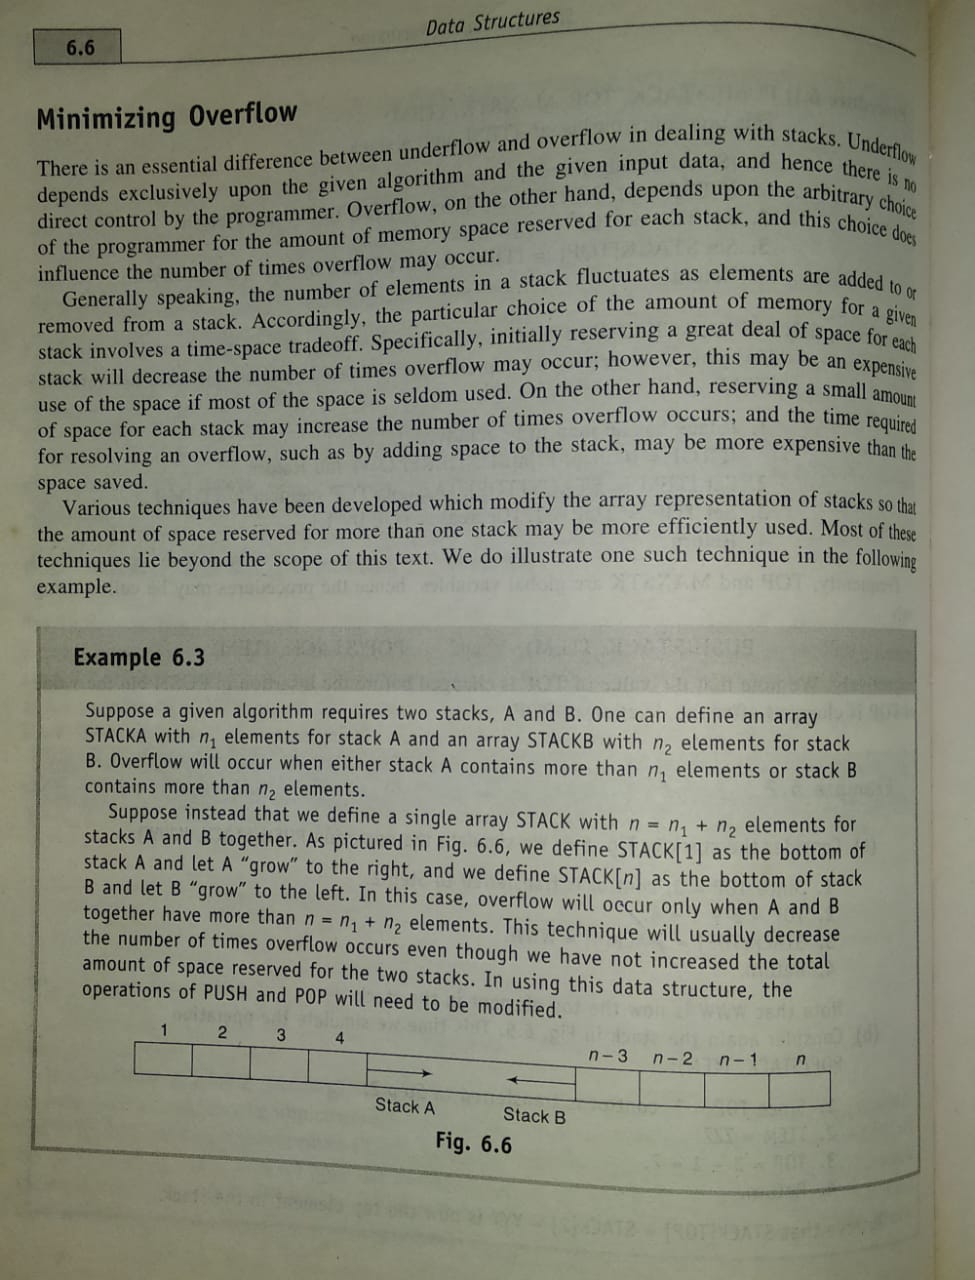 Data Structures
6.6
Minimizing Overflow
There is an essential difference between underflow and overflow in dealing with stacks. Underflow
depends exclusively upon the given algorithm and the given input data, and hence there is no
direct control by the programmer. Overflow, on the other hand, depends upon the arbitrary choice
of the programmer for the amount of memory space reserved for each stack, and this choice does
influence the number of times overflow may occur.
Generally speaking, the number of elements in a stack fluctuates as elements are added to or
removed from a stack. Accordingly, the particular choice of the amount of memory for a given
stack involves a time-space tradeoff. Specifically, initially reserving a great deal of space for each
stack will decrease the number of times overflow may occur; however, this may be an expensive
use of the space if most of the space is seldom used. On the other hand, reserving a small amount
of space for each stack may increase the number of times overflow occurs; and the time required
for resolving an overflow, such as by adding space to the stack, may be more expensive than the
space saved.
Various techniques have been developed which modify the array representation of stacks so that
the amount of space reserved for more than one stack may be more efficiently used. Most of these
techniques lie beyond the scope of this text. We do illustrate one such technique in the following
example.
Example 6.3
Suppose a given algorithm requires two stacks, A and B. One can define an array
STACKA with n₁ elements for stack A and an array STACKB with n₂ elements for stack
B. Overflow will occur when either stack A contains more than n₁ elements or stack B
contains more than n₂ elements.
Suppose instead that we define a single array STACK with n = n₁ + n₂ elements for
stacks A and B together. As pictured in Fig. 6.6, we define STACK[1] as the bottom of
stack A and let A "grow" to the right, and we define STACK[n] as the bottom of stack
B and let B "grow" to the left. In this case, overflow will occur only when A and B
together have more than n = n₁ + n₂ elements. This technique will usually decrease
the number of times overflow occurs even though we have not increased the total
amount of space reserved for the two stacks. In using this data structure, the
operations of PUSH and POP will need to be modified.
1 2 3 4 n-3 n-2 n-1 n
Stack A Stack B
Fig. 6.6